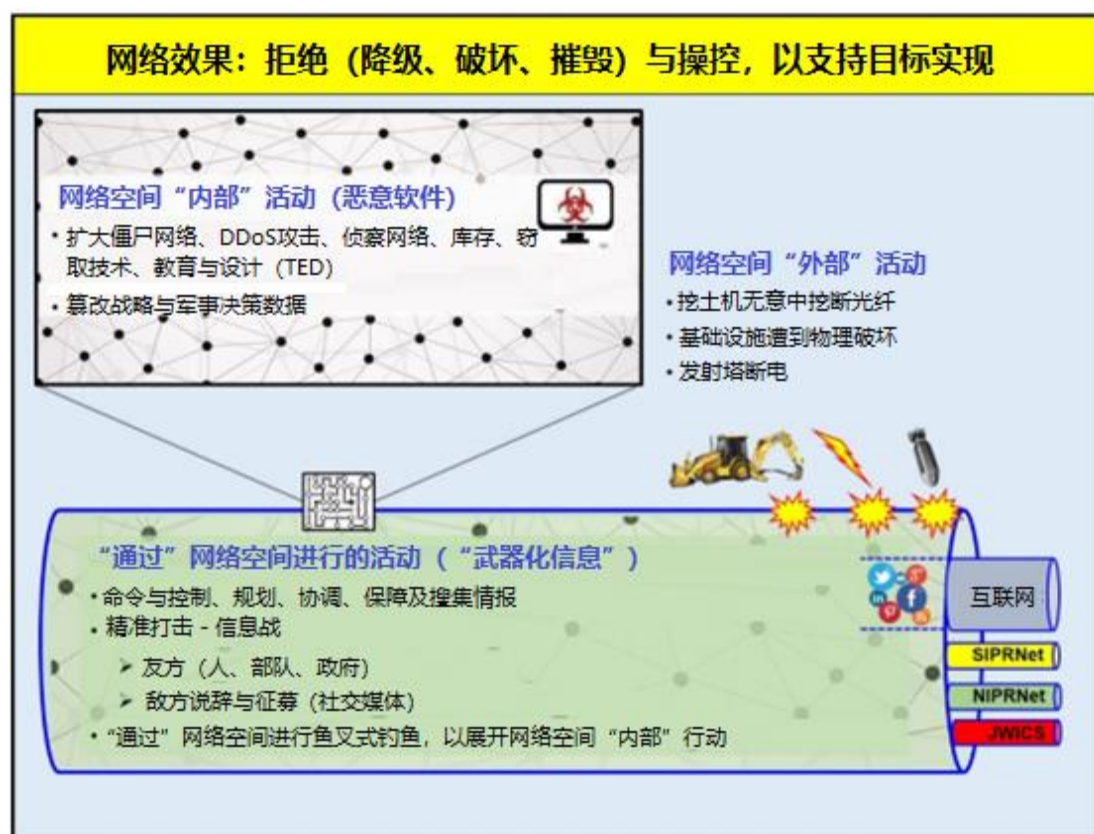 网络效果：拒绝（降级、破坏、摧毁）与操控，以支持目标实现
网络空间“内部”活动（恶意软件）
• 扩大僵尸网络、DDoS攻击、侦察网络、库存、窃
取技术、教育与设计（TED）
• 篡改战略与军事决策数据
网络空间“外部”活动
• 挖土机无意中挖断光纤
• 基础设施遭到物理破坏
• 发射塔断电
“通过”网络空间进行的活动（“武器化信息”）
• 命令与控制、规划、协调、保障及搜集情报
• 精准打击 - 信息战
➢ 友方（人、部队、政府）
➢ 敌方说辞与征募（社交媒体）
• “通过”网络空间进行鱼叉式钓鱼，以展开网络空间“内部”行动
互联网
SIPRNet
NIPRNet
JWICS